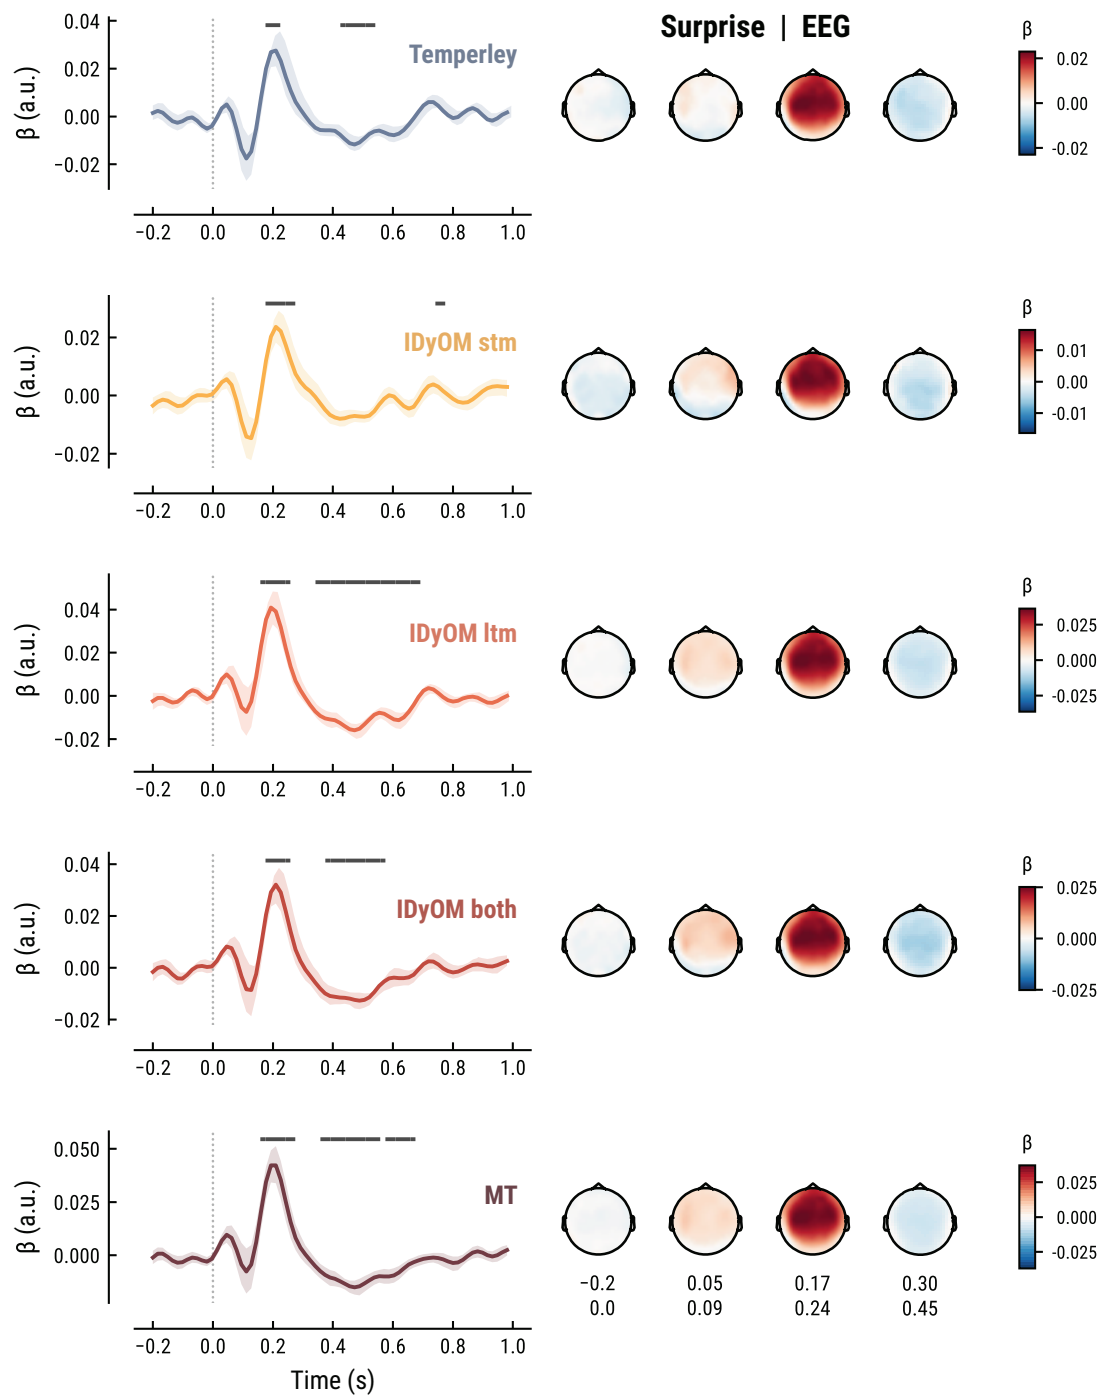 Surprise | EEG
0.04
0.02
0.00
−0.02
β (a.u.)
Temperley
−0.2 0.0 0.2 0.4 0.6 0.8 1.0
β
0.02
0.00
-0.02
0.02
0.00
−0.02
β (a.u.)
IDyOM stm
−0.2 0.0 0.2 0.4 0.6 0.8 1.0
β
0.01
0.00
-0.01
0.04
0.02
0.00
−0.02
β (a.u.)
IDyOM ltm
−0.2 0.0 0.2 0.4 0.6 0.8 1.0
β
0.025
0.000
-0.025
0.04
0.02
0.00
−0.02
β (a.u.)
IDyOM both
−0.2 0.0 0.2 0.4 0.6 0.8 1.0
β
0.025
0.000
-0.025
0.050
0.025
0.000
β (a.u.)
MT
−0.2 0.0 0.2 0.4 0.6 0.8 1.0
Time (s)
β
0.025
0.000
-0.025
−0.2 0.05 0.17 0.30
0.0 0.09 0.24 0.45